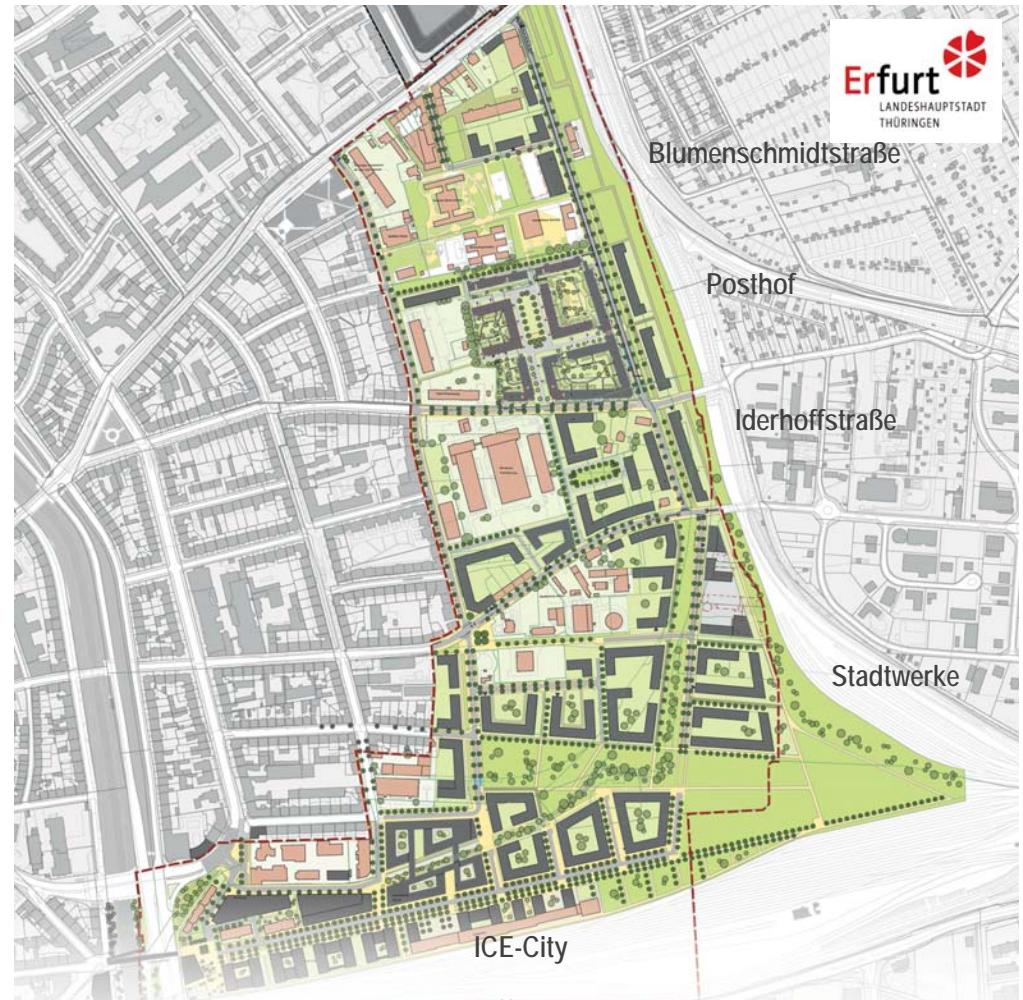 Erfurt
LANDESHAUPTSTADT
THÜRINGEN
Blumenschmidtstraße
Posthof
Iderhoffstraße
Stadtwerke
ICE-City